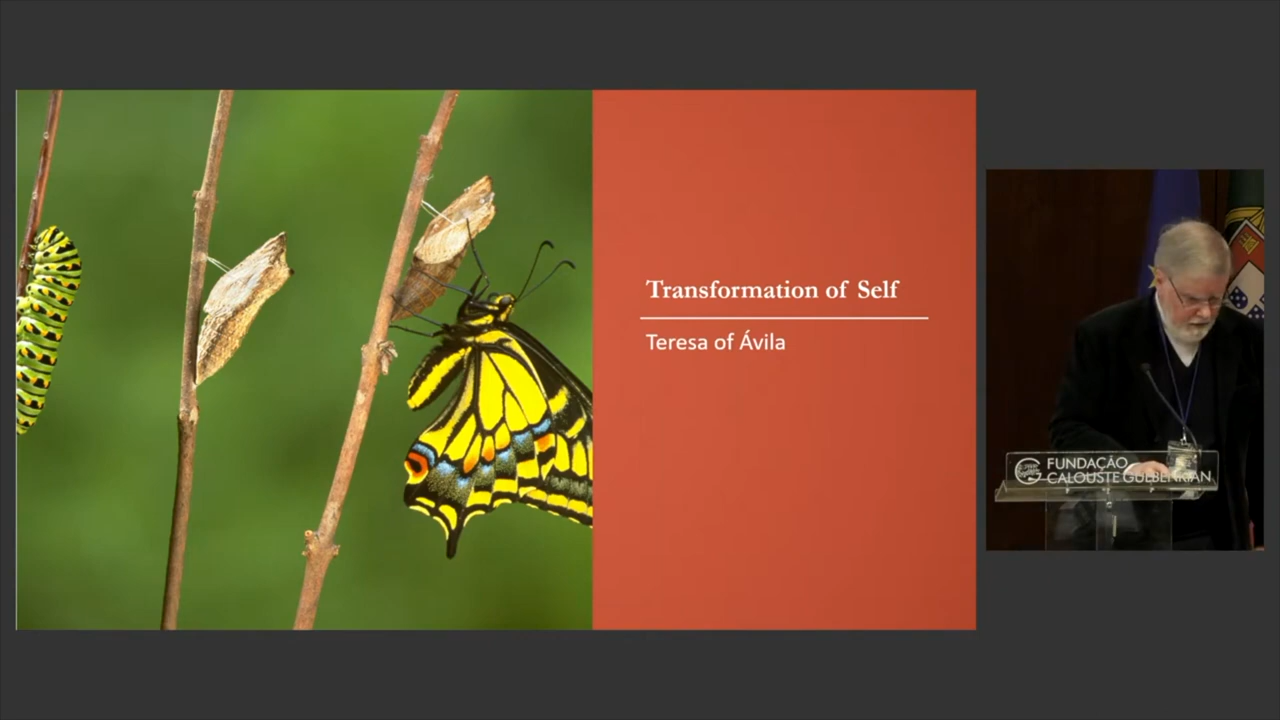 Transformation of Self
Teresa of Ávila
FUNDAÇÃO
CALOUSTE GULBENKIAN